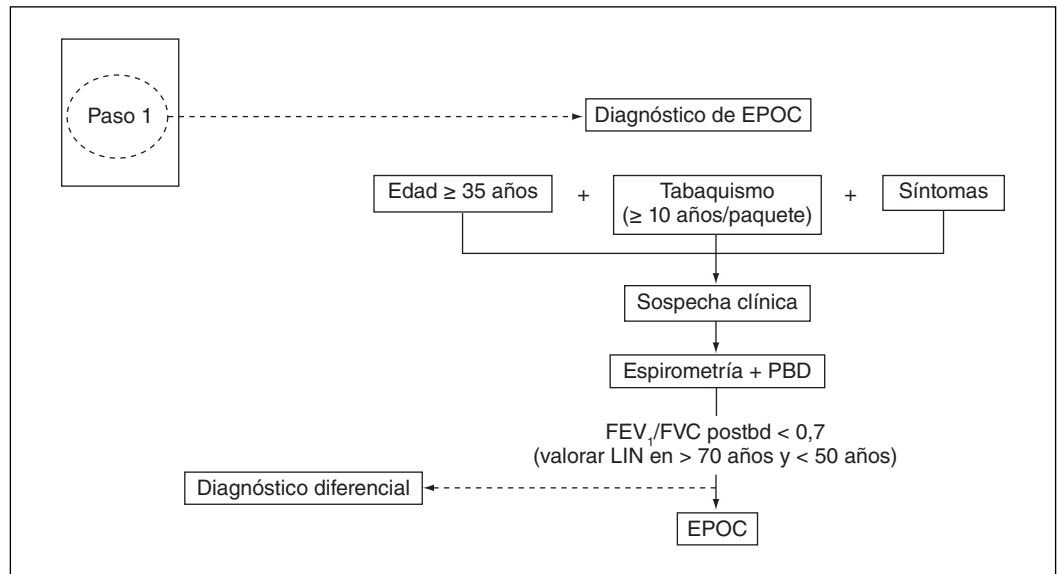 Paso 1
Diagnóstico de EPOC
Edad ≥ 35 años
+
Tabaquismo
(≥ 10 años/paquete)
+
Síntomas
Sospecha clínica
Espirometría + PBD
FEV₁/FVC postbd < 0,7
(valorar LIN en > 70 años y < 50 años)
Diagnóstico diferencial
EPOC